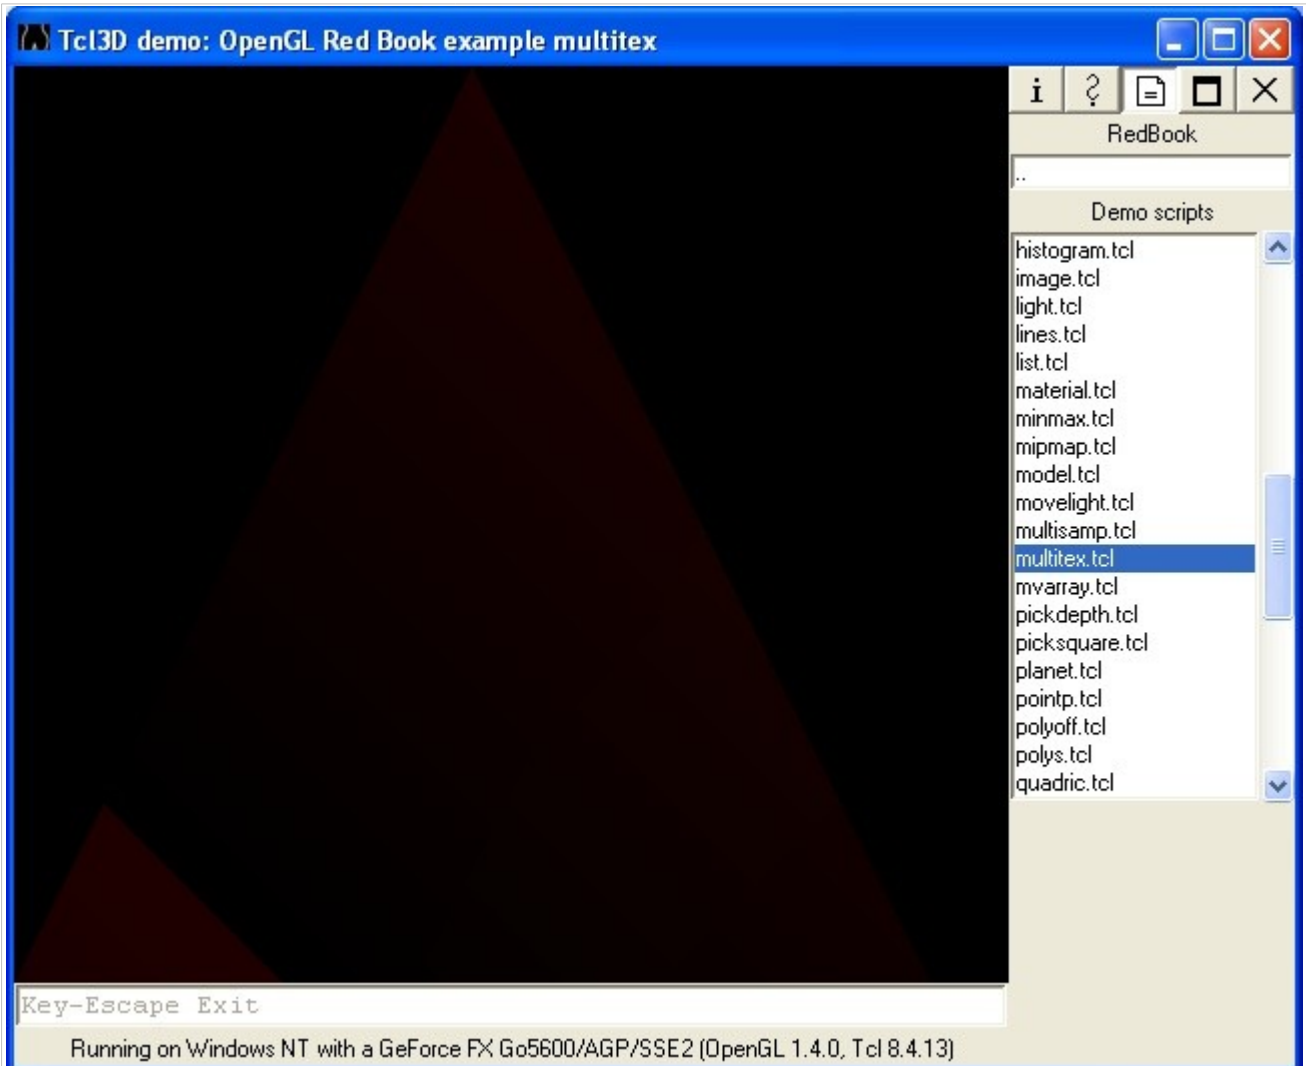 Tcl3D demo: OpenGL Red Book example multitex
i ?
RedBook
..
Demo scripts
histogram.tcl
image.tcl
light.tcl
lines.tcl
list.tcl
material.tcl
minmax.tcl
mipmap.tcl
model.tcl
movelight.tcl
multisamp.tcl
multitex.tcl
mvarray.tcl
pickdepth.tcl
picksquare.tcl
planet.tcl
pointp.tcl
polyoff.tcl
polys.tcl
quadric.tcl
Key-Escape Exit
Running on Windows NT with a GeForce FX Go5600/AGP/SSE2 (OpenGL 1.4.0, Tcl 8.4.13)